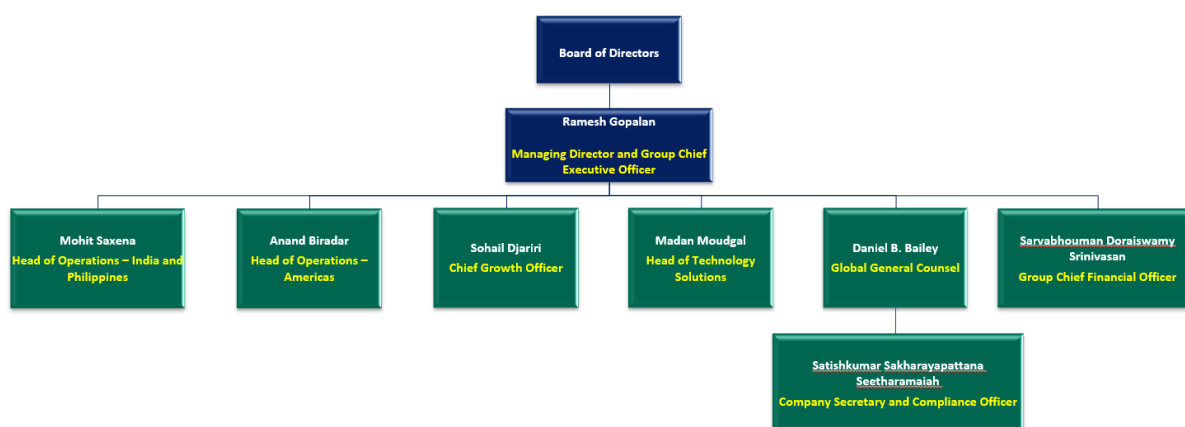 Board of Directors
Ramesh Gopalan
Managing Director and Group Chief
Executive Officer
Mohit Saxena
Head of Operations – India and
Philippines
Anand Biradar
Head of Operations –
Americas
Sohail Djariri
Chief Growth Officer
Madan Moudgal
Head of Technology
Solutions
Daniel B. Bailey
Global General Counsel
Sarvabhouman Doraiswamy
Srinivasan
Group Chief Financial Officer
Satishkumar Sakharayapattana
Seetharamaiah
Company Secretary and Compliance Officer